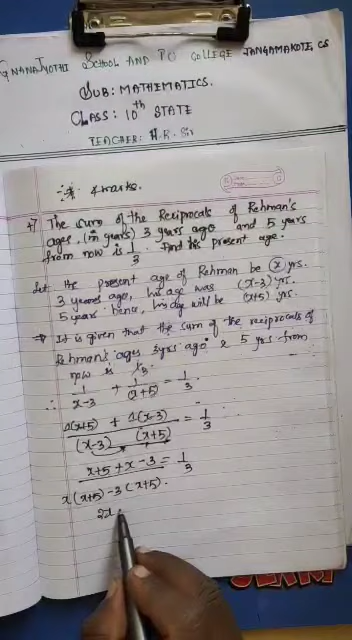 GNANAJYOTHI SCHOOL AND PU COLLEGE JANGAMAKOTE, CS
SUB: MATHEMATICS.
CLASS: 10th STATE
TEACHER: H.R. Sir
4 marks.
47 The sum of the Reciprocals of Rehman's
ages, (in years) 3 years ago and 5 years
from now is 1/3. Find his present age.
Let the present age of Rehman be (x) yrs.
3 years ago, his age was (x-3) yrs.
5 years hence, his age will be (x+5) yrs.
⇒ It is given that the sum of the reciprocals of
Rehman's ages 3yrs ago & 5 yrs from
now is 1/3.
∴ 1/x-3 + 1/(x+5) = 1/3.
1(x+5) + 1(x-3) / (x-3) (x+5) = 1/3
x+5+x-3 / x(x+5)-3(x+5) = 1/3
2x